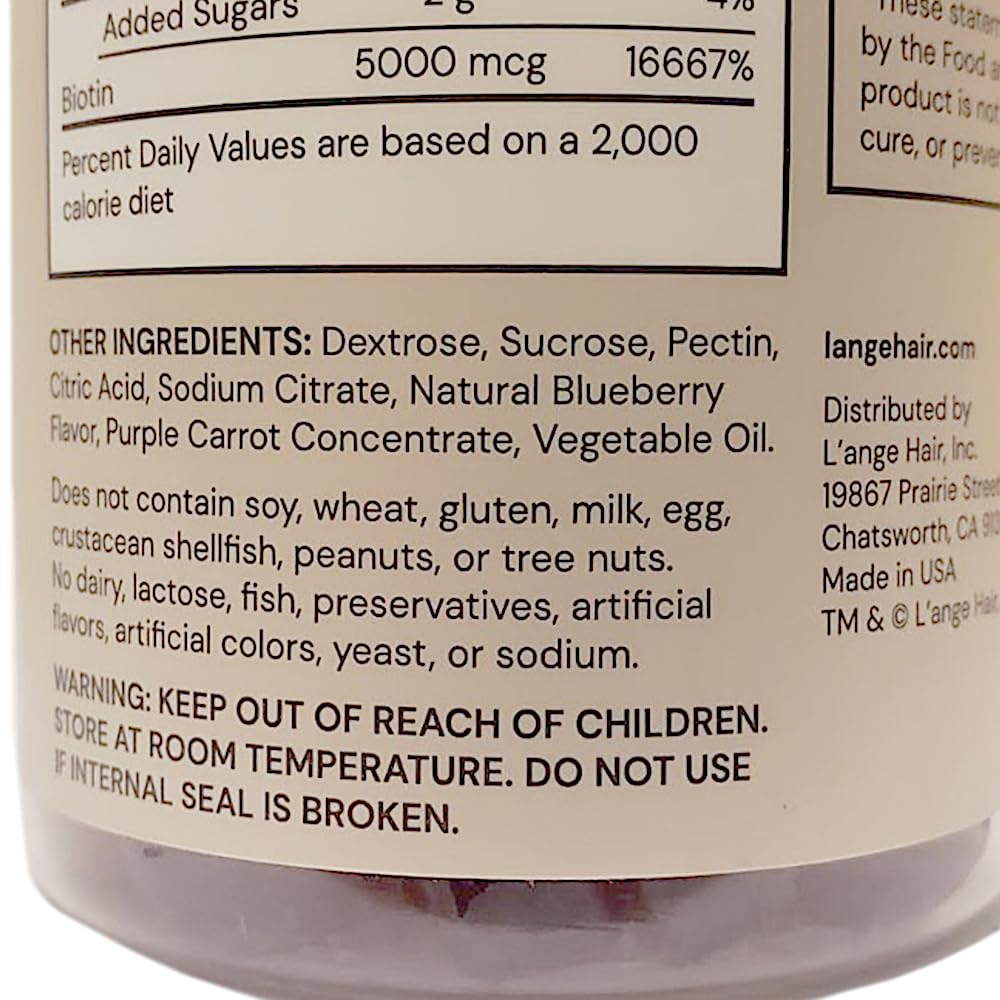 Added Sugars 2 g 4%
Biotin 5000 mcg 16667%
Percent Daily Values are based on a 2,000
calorie diet
OTHER INGREDIENTS: Dextrose, Sucrose, Pectin,
Citric Acid, Sodium Citrate, Natural Blueberry
Flavor, Purple Carrot Concentrate, Vegetable Oil.
Does not contain soy, wheat, gluten, milk, egg,
crustacean shellfish, peanuts, or tree nuts.
No dairy, lactose, fish, preservatives, artificial
flavors, artificial colors, yeast, or sodium.
WARNING: KEEP OUT OF REACH OF CHILDREN.
STORE AT ROOM TEMPERATURE. DO NOT USE
IF INTERNAL SEAL IS BROKEN.
These
by the Food
product is not
cure, or
langehair.com
Distributed by
L'ange Hair, Inc.
19867 Prairie Street
Chatsworth, CA
Made in USA
TM & © L'ange Hair